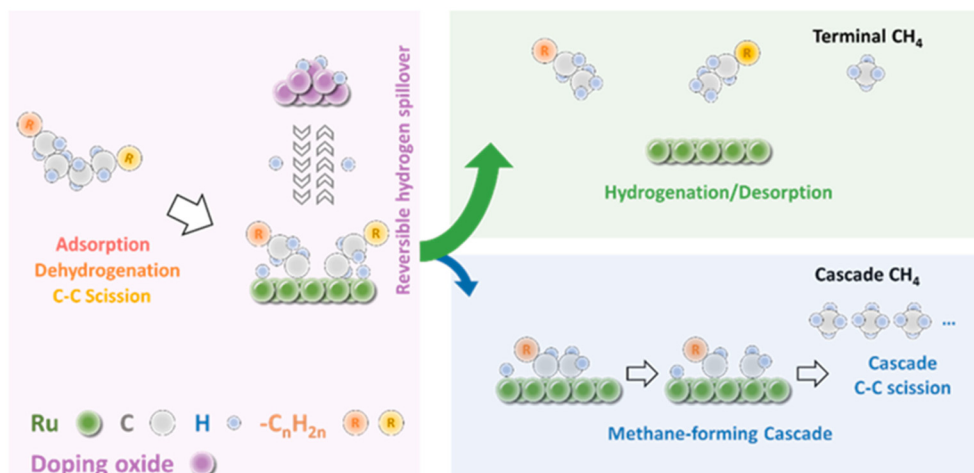 R
R
Adsorption
Dehydrogenation
C-C Scission
R
R
Reversible hydrogen spillover
Ru
C
H
-CnH2n
R
R
Doping oxide
R
R
Terminal CH4
Hydrogenation/Desorption
Cascade CH4
...
R
R
Cascade
C-C scission
Methane-forming Cascade